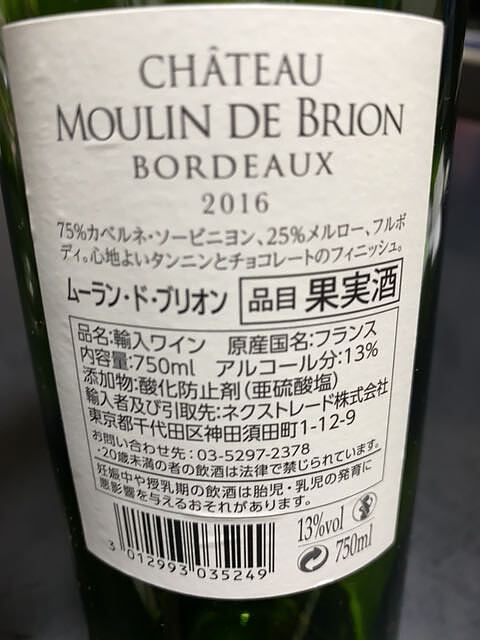 CHÂTEAU
MOULIN DE BRION
BORDEAUX
2016
75%カベルネ・ソービニヨン、25%メルロー、フルボ
ディ。心地よいタンニンとチョコレートのフィニッシュ。
ムーラン・ド・ブリオン 品目 果実酒
品名:輸入ワイン 原産国名:フランス
内容量:750ml アルコール分:13%
添加物:酸化防止剤(亜硫酸塩)
輸入者及び引取先:ネクストレード株式会社
東京都千代田区神田須田町1-12-9
お問い合わせ先:03-5297-2378
・20歳未満の者の飲酒は法律で禁じられています。
・妊娠中や授乳期の飲酒は胎児・乳児の発育に
悪影響を与えるおそれがあります。
13%vol
750ml
3 012993 035249